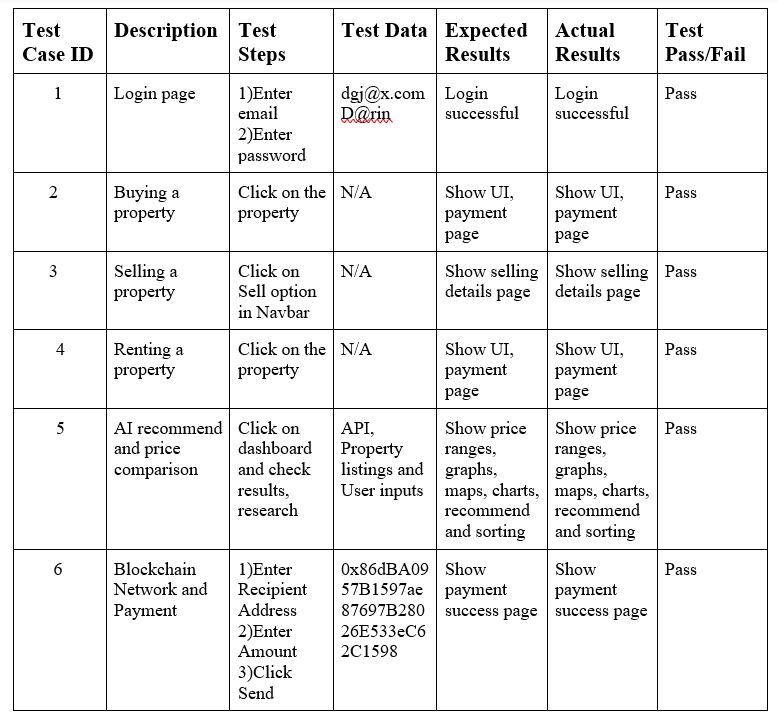 Test Case ID | Description | Test Steps | Test Data | Expected Results | Actual Results | Test Pass/Fail
1 | Login page | 1)Enter email 2)Enter password | dgj@x.com D@rin | Login successful | Login successful | Pass
2 | Buying a property | Click on the property | N/A | Show UI, payment page | Show UI, payment page | Pass
3 | Selling a property | Click on Sell option in Navbar | N/A | Show selling details page | Show selling details page | Pass
4 | Renting a property | Click on the property | N/A | Show UI, payment page | Show UI, payment page | Pass
5 | AI recommend and price comparison | Click on dashboard and check results, research | API, Property listings and User inputs | Show price ranges, graphs, maps, charts, recommend and sorting | Show price ranges, graphs, maps, charts, recommend and sorting | Pass
6 | Blockchain Network and Payment | 1)Enter Recipient Address 2)Enter Amount 3)Click Send | 0x86dBA0957B1597ae87697B28026E533eC62C1598 | Show payment success page | Show payment success page | Pass